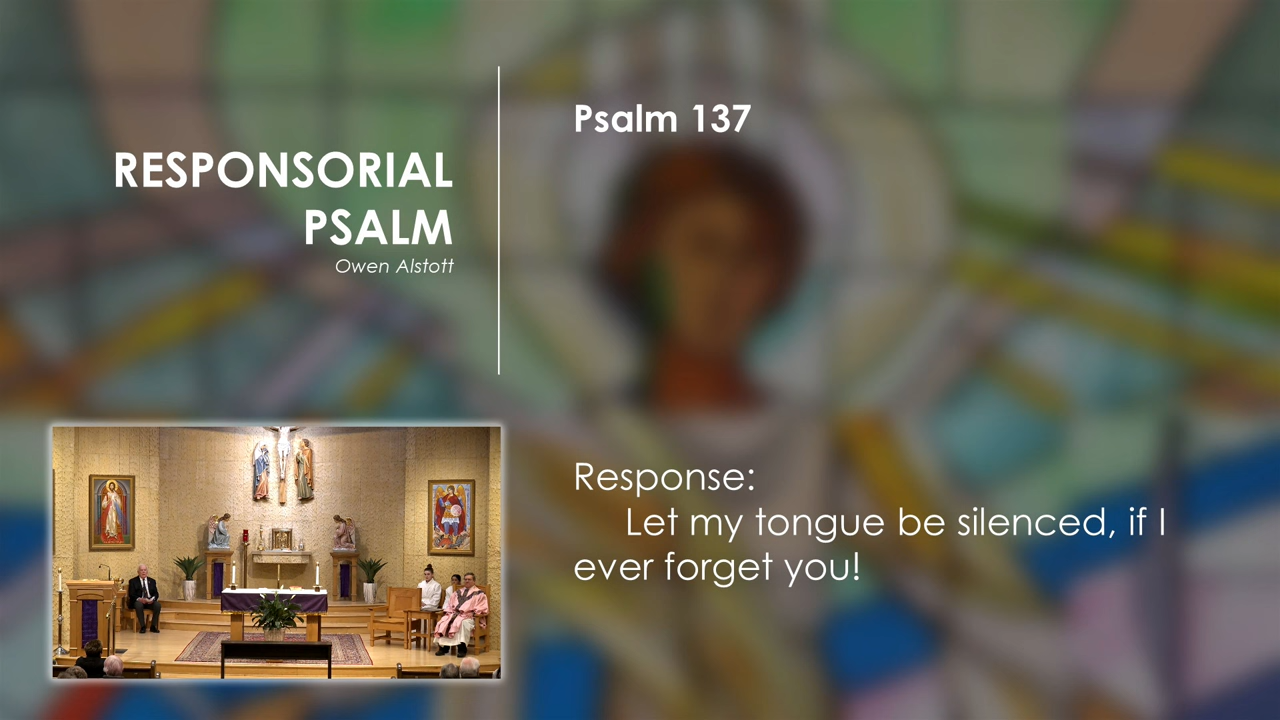 RESPONSORIAL
PSALM
Owen Alstott
Psalm 137
Response:
Let my tongue be silenced, if I
ever forget you!